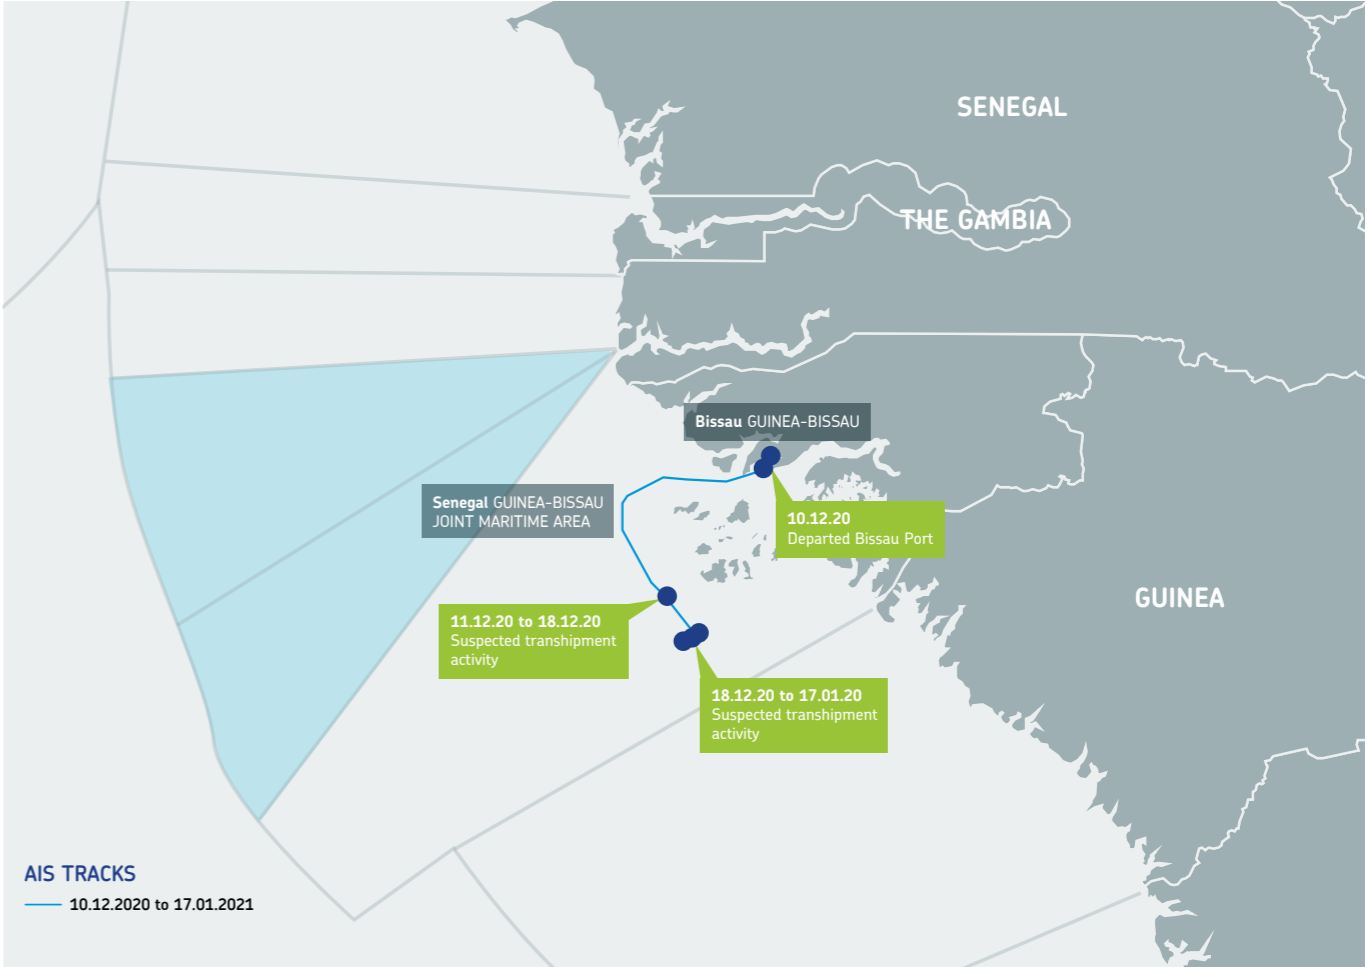 SENEGAL
THE GAMBIA
Bissau GUINEA-BISSAU
Senegal GUINEA-BISSAU
JOINT MARITIME AREA
10.12.20
Departed Bissau Port
GUINEA
11.12.20 to 18.12.20
Suspected transhipment
activity
18.12.20 to 17.01.20
Suspected transhipment
activity
AIS TRACKS
10.12.2020 to 17.01.2021